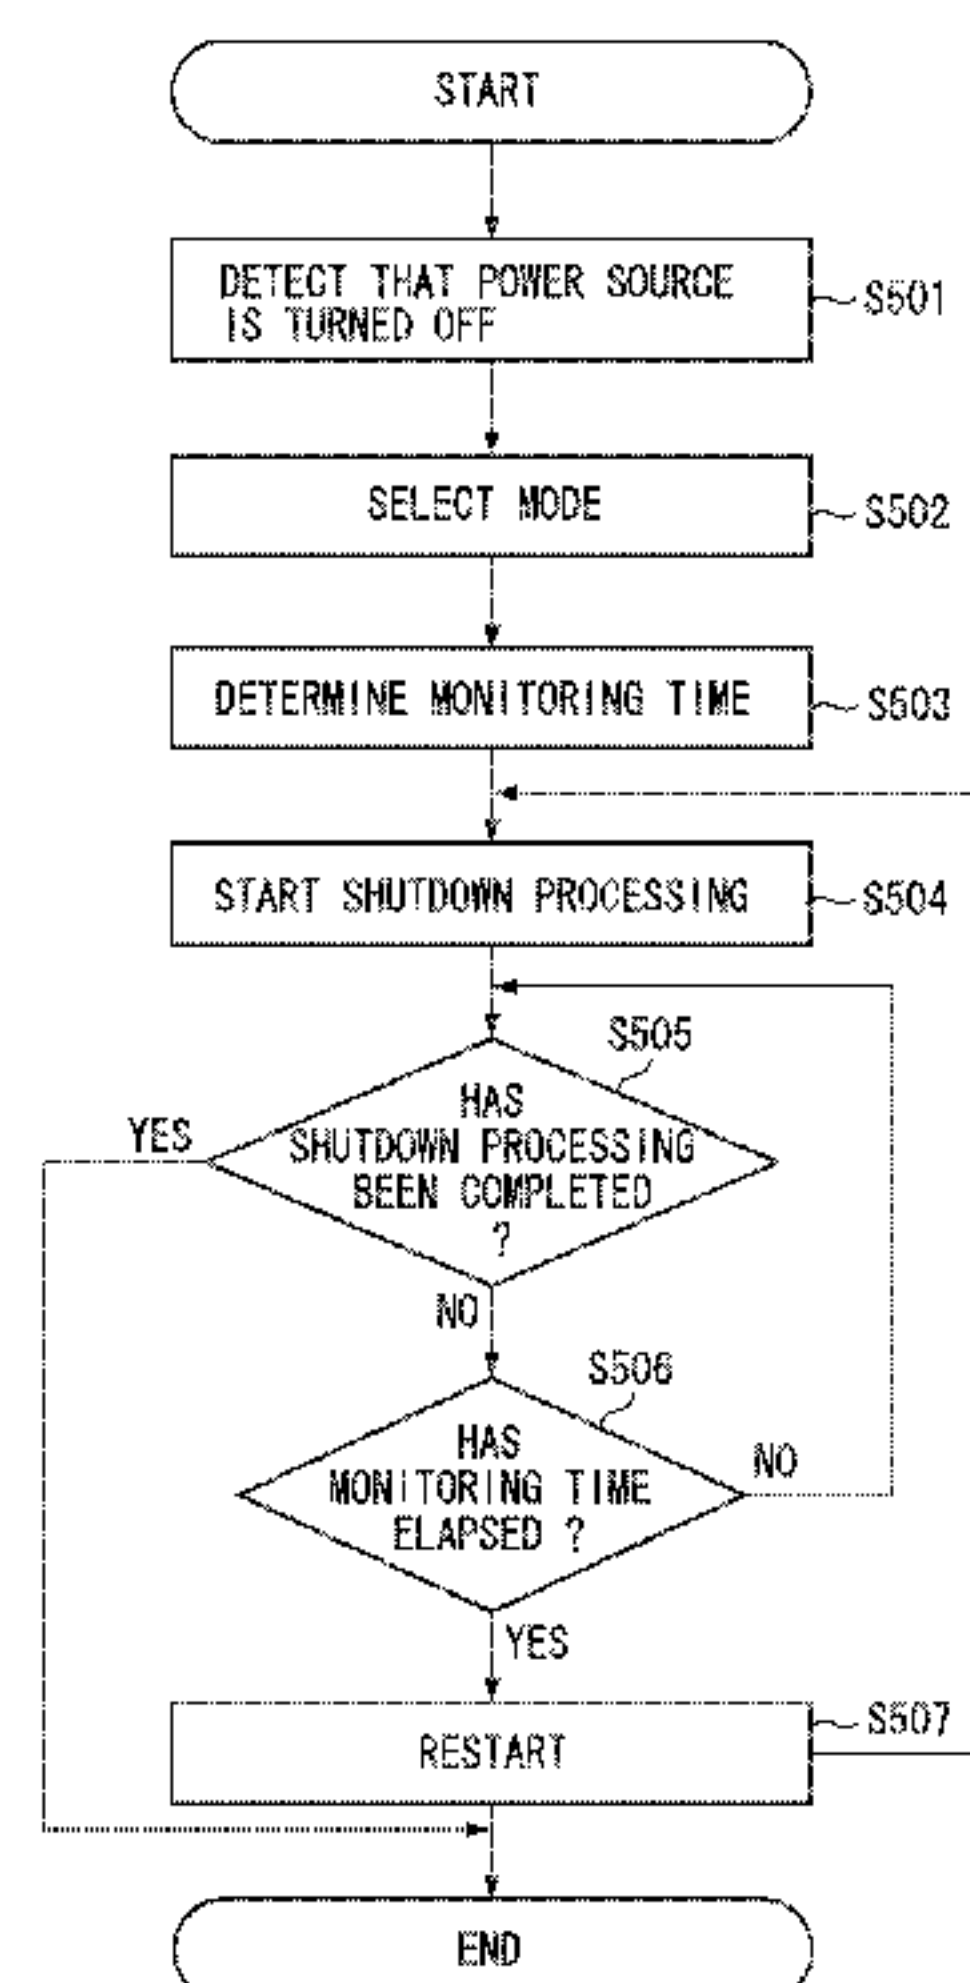 START
DETECT THAT POWER SOURCE
IS TURNED OFF
S501
SELECT MODE
S502
DETERMINE MONITORING TIME
S503
START SHUTDOWN PROCESSING
S504
S505
HAS
SHUTDOWN PROCESSING
BEEN COMPLETED
?
YES
NO
S506
HAS
MONITORING TIME
ELAPSED ?
NO
YES
RESTART
S507
END